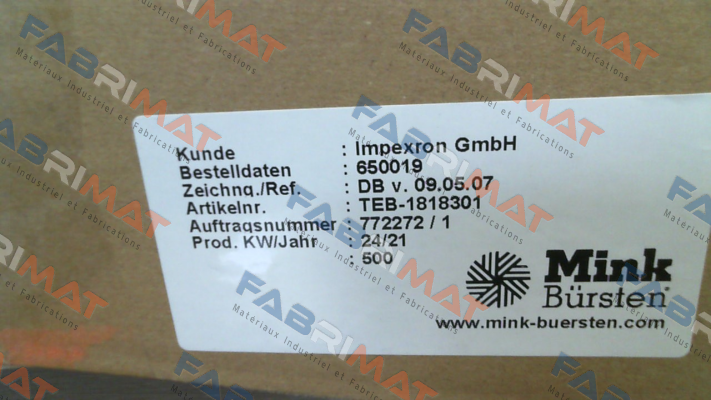 Kunde : Impexron GmbH
Bestelldaten : 650019
Zeichng./Ref. : DB v. 09.05.07
Artikelnr. : TEB-1818301
Auftragsnummer : 772272 / 1
Prod. KW/Jahr : 24/21
: 500
Mink
Bürsten®
www.mink-buersten.com
FABRIMAT
Matériaux Industriel et Fabrications